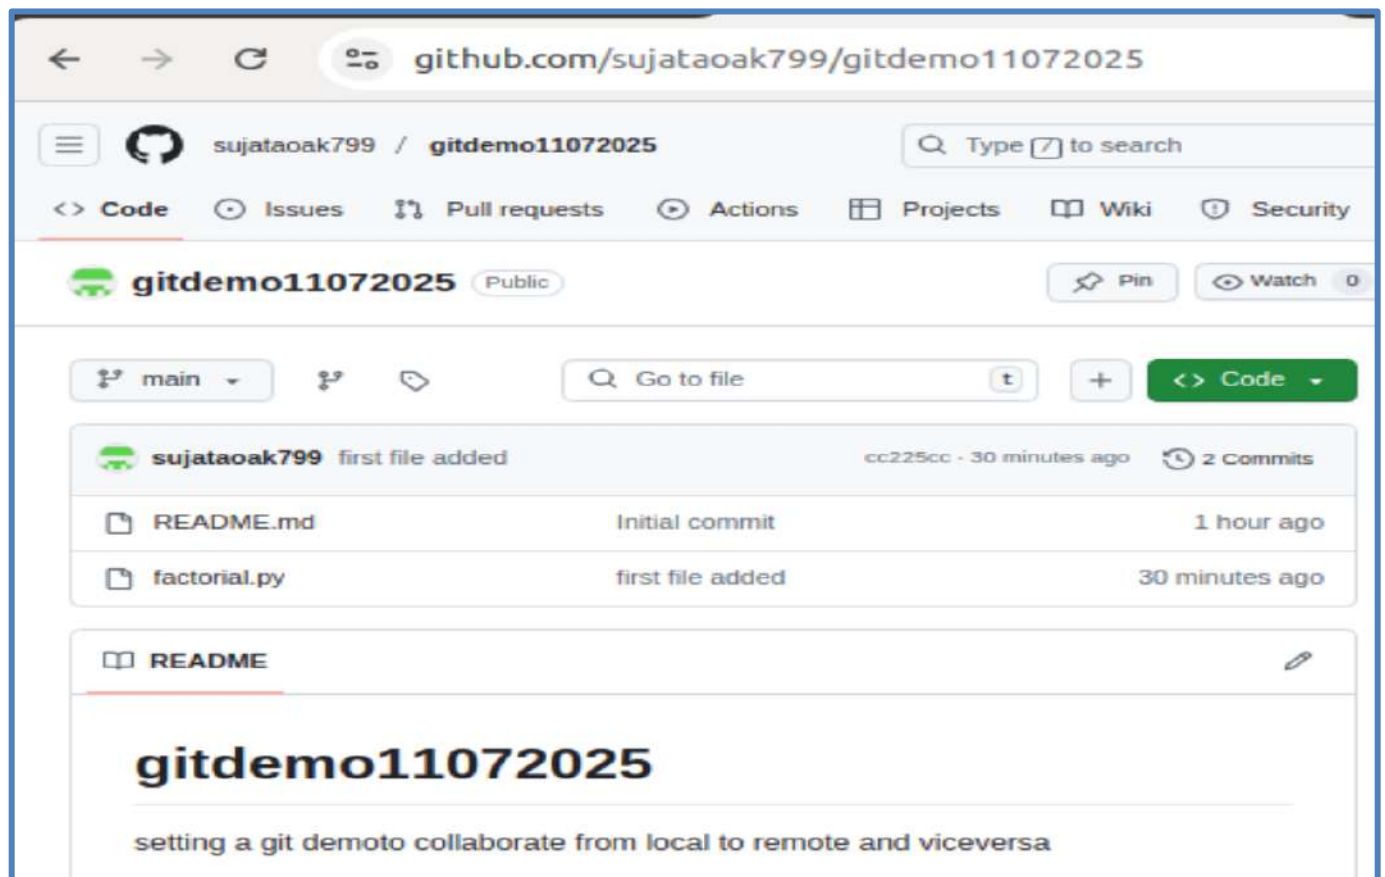 github.com/sujataoak799/gitdemo11072025
sujataoak799 / gitdemo11072025 Type / to search
<> Code Issues Pull requests Actions Projects Wiki Security
gitdemo11072025 Public Pin Watch 0
main Go to file t + <> Code
sujataoak799 first file added cc225cc · 30 minutes ago 2 Commits
README.md Initial commit 1 hour ago
factorial.py first file added 30 minutes ago
README
gitdemo11072025
setting a git demoto collaborate from local to remote and viceversa